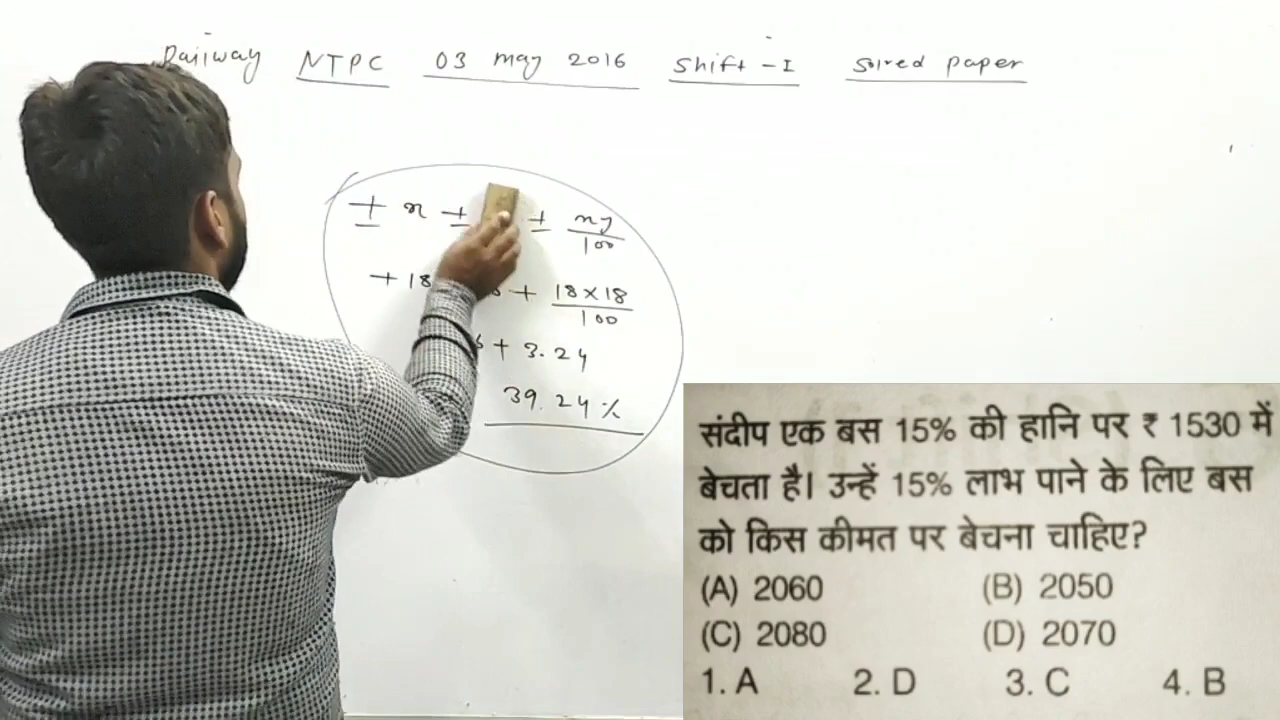 Railway NTPC 03 may 2016 Shift-I Solved paper
± x ± ± xy/100
+18 + 18×18/100
+ 3.24
39.24%
संदीप एक बस 15% की हानि पर ₹ 1530 में
बेचता है। उन्हें 15% लाभ पाने के लिए बस
को किस कीमत पर बेचना चाहिए?
(A) 2060 (B) 2050
(C) 2080 (D) 2070
1. A 2. D 3. C 4. B